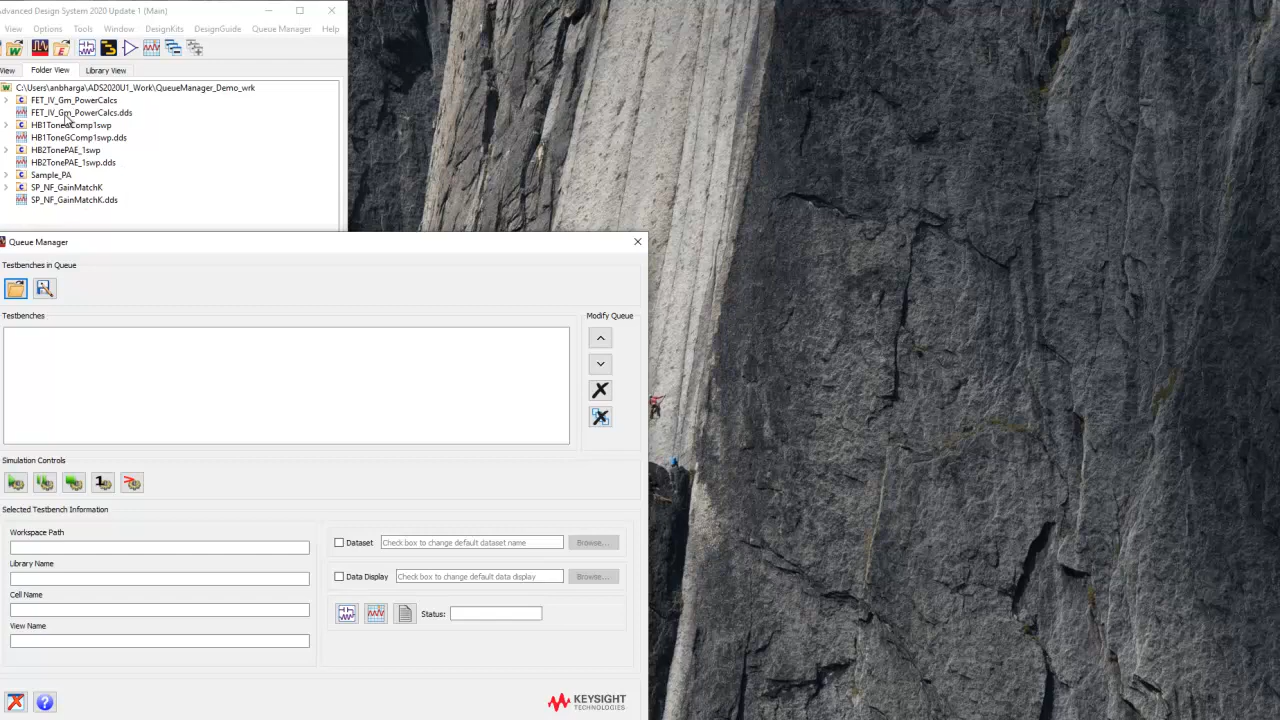 Advanced Design System 2020 Update 1 (Main)
View Options Tools Window DesignKits DesignGuide Queue Manager Help
W E
View Folder View Library View
W C:\Users\anbharga\ADS2020U1_Work\QueueManager_Demo_wrk
C FET_IV_Gm_PowerCalcs
FET_IV_Gm_PowerCalcs.dds
C HB1ToneGComp1swp
HB1ToneGComp1swp.dds
C HB2TonePAE_1swp
HB2TonePAE_1swp.dds
C Sample_PA
C SP_NF_GainMatchK
SP_NF_GainMatchK.dds
Queue Manager
Testbenches in Queue
Testbenches
Modify Queue
Simulation Controls
1
Selected Testbench Information
Workspace Path
Library Name
Cell Name
View Name
Dataset Check box to change default dataset name Browse...
Data Display Check box to change default data display Browse...
Status:
?
KEYSIGHT
TECHNOLOGIES